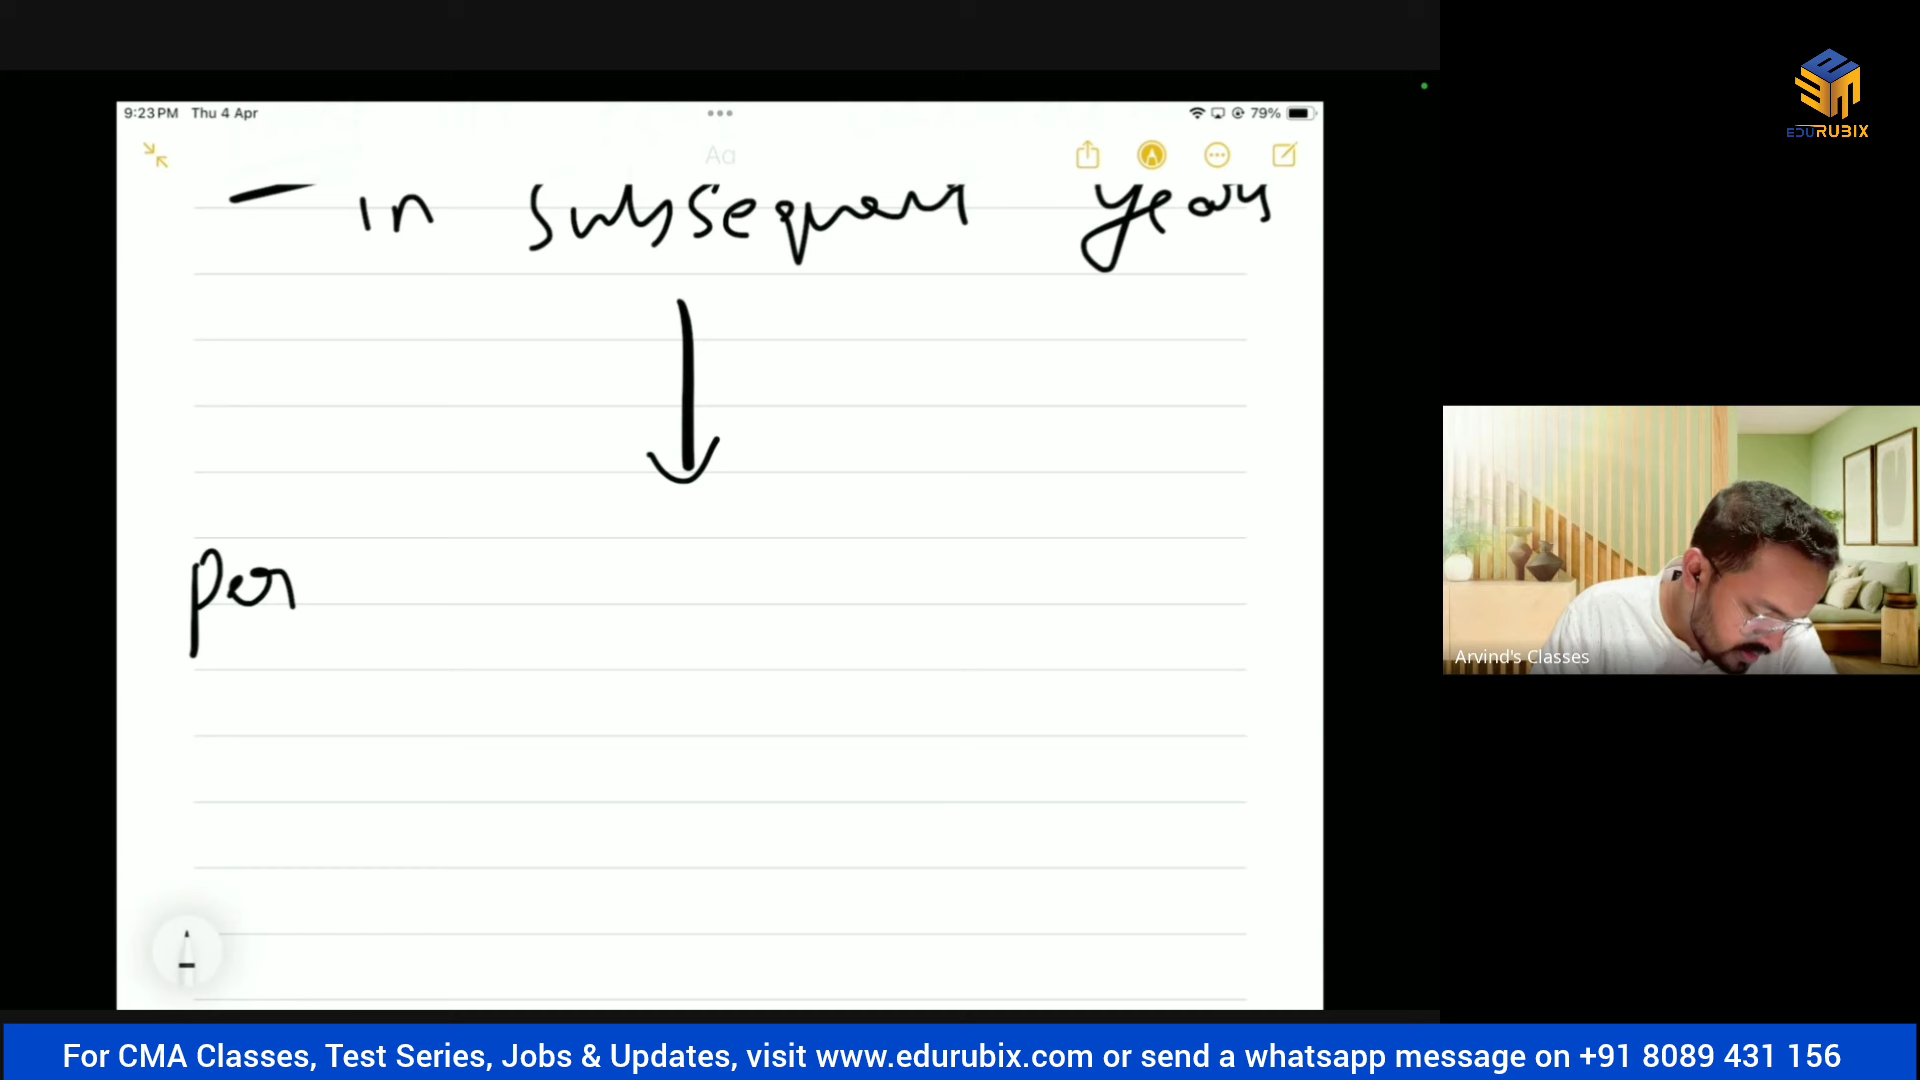 9:23 PM Thu 4 Apr 79%
Aa
— in subsequent years
per
EDURUBIX
Arvind's Classes
For CMA Classes, Test Series, Jobs & Updates, visit www.edurubix.com or send a whatsapp message on +91 8089 431 156